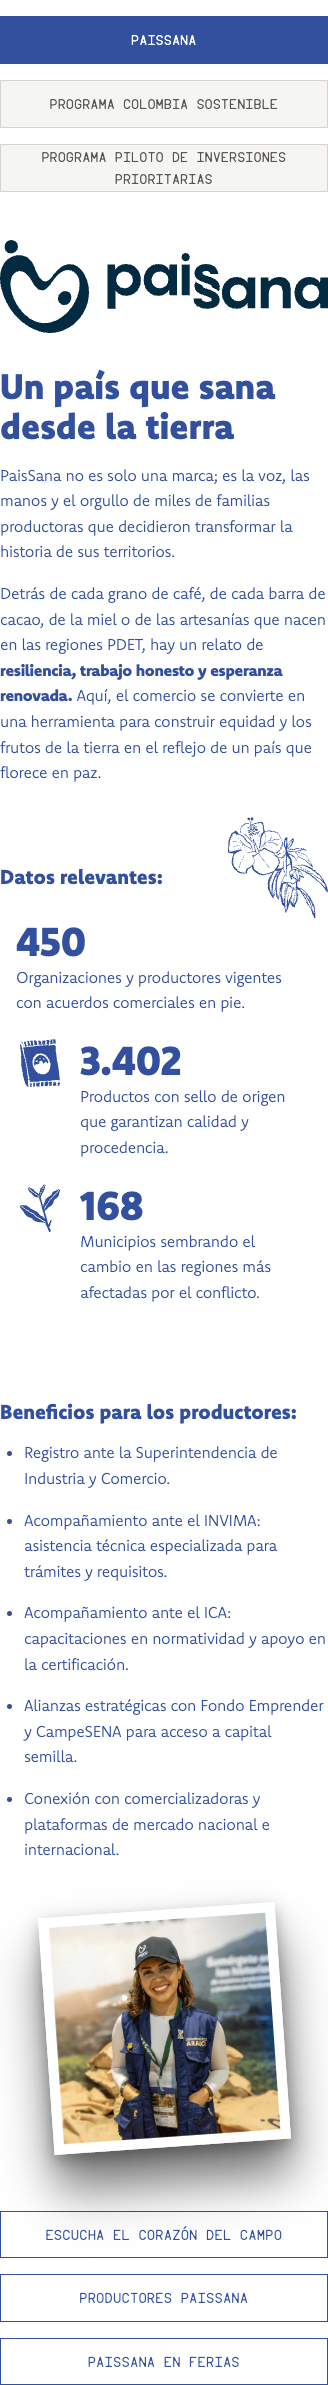 PAISSANA
PROGRAMA COLOMBIA SOSTENIBLE
PROGRAMA PILOTO DE INVERSIONES
PRIORITARIAS
paissana
Un país que sana
desde la tierra
PaisSana no es solo una marca; es la voz, las
manos y el orgullo de miles de familias
productoras que decidieron transformar la
historia de sus territorios.
Detrás de cada grano de café, de cada barra de
cacao, de la miel o de las artesanías que nacen
en las regiones PDET, hay un relato de
resiliencia, trabajo honesto y esperanza
renovada. Aquí, el comercio se convierte en
una herramienta para construir equidad y los
frutos de la tierra en el reflejo de un país que
florece en paz.
Datos relevantes:
450
Organizaciones y productores vigentes
con acuerdos comerciales en pie.
3.402
Productos con sello de origen
que garantizan calidad y
procedencia.
168
Municipios sembrando el
cambio en las regiones más
afectadas por el conflicto.
Beneficios para los productores:
Registro ante la Superintendencia de
Industria y Comercio.
Acompañamiento ante el INVIMA:
asistencia técnica especializada para
trámites y requisitos.
Acompañamiento ante el ICA:
capacitaciones en normatividad y apoyo en
la certificación.
Alianzas estratégicas con Fondo Emprender
y CampeSENA para acceso a capital
semilla.
Conexión con comercializadoras y
plataformas de mercado nacional e
internacional.
ESCUCHA EL CORAZÓN DEL CAMPO
PRODUCTORES PAISSANA
PAISSANA EN FERIAS